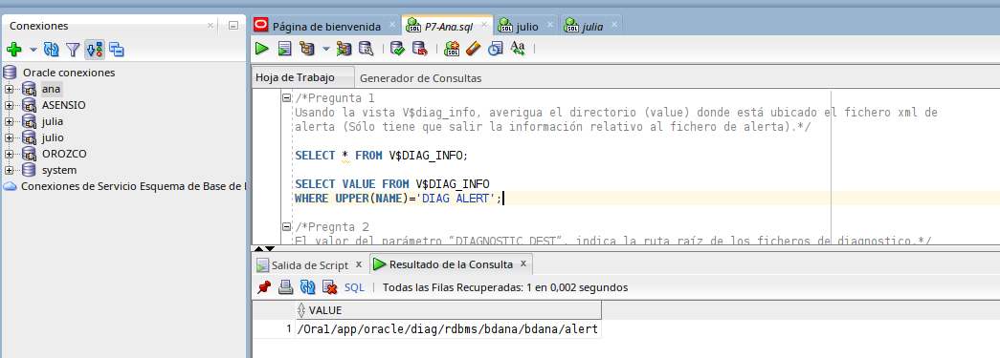 Conexiones
Página de bienvenida
P7-Ana.sql
julio
julia
Oracle conexiones
ana
ASENSIO
julia
julio
OROZCO
system
Conexiones de Servicio Esquema de Base de
Hoja de Trabajo
Generador de Consultas
/*Pregunta 1
Usando la vista V$diag_info, averigua el directorio (value) donde está ubicado el fichero xml de
alerta (Sólo tiene que salir la información relativo al fichero de alerta).*/
SELECT * FROM V$DIAG_INFO;
SELECT VALUE FROM V$DIAG_INFO
WHERE UPPER(NAME)='DIAG ALERT';
/*Pregnta 2
El valor del parámetro “DIAGNOSTIC_DEST”, indica la ruta raíz de los ficheros de diagnostico.*/
Salida de Script x
Resultado de la Consulta x
SQL
Todas las Filas Recuperadas: 1 en 0,002 segundos
VALUE
1 /Oral/app/oracle/diag/rdbms/bdana/bdana/alert